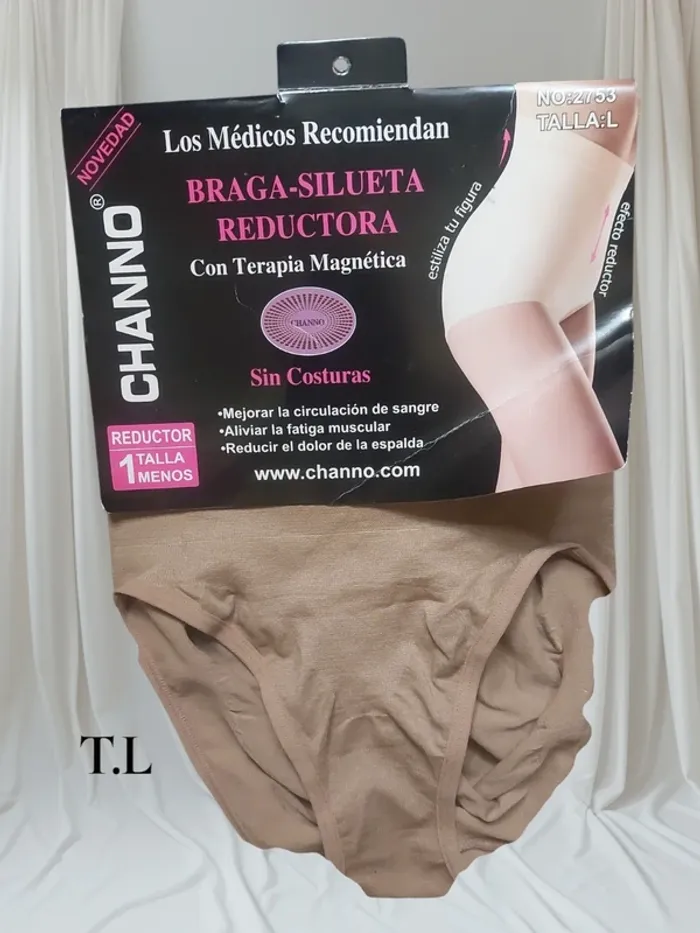 NOVEDAD
CHANNO®
Los Médicos Recomiendan
BRAGA-SILUETA
REDUCTORA
Con Terapia Magnética
CHANNO
Sin Costuras
•Mejorar la circulación de sangre
•Aliviar la fatiga muscular
•Reducir el dolor de la espalda
www.channo.com
REDUCTOR
1 TALLA
MENOS
NO:2753
TALLA:L
estiliza tu figura
efecto reductor
T.L